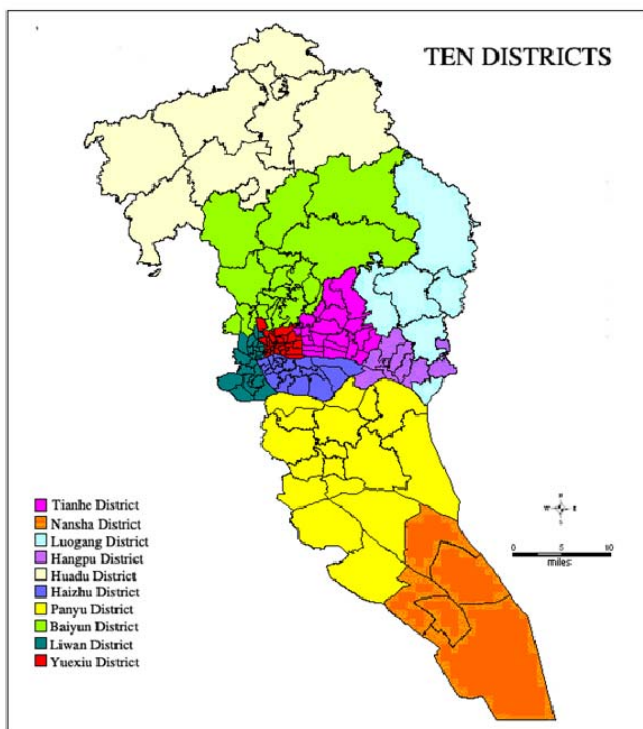 TEN DISTRICTS
Tianhe District
Nansha District
Luogang District
Hangpu District
Huadu District
Haizhu District
Panyu District
Baiyun District
Liwan District
Yuexiu District
N
W E
S
0 5 10
miles